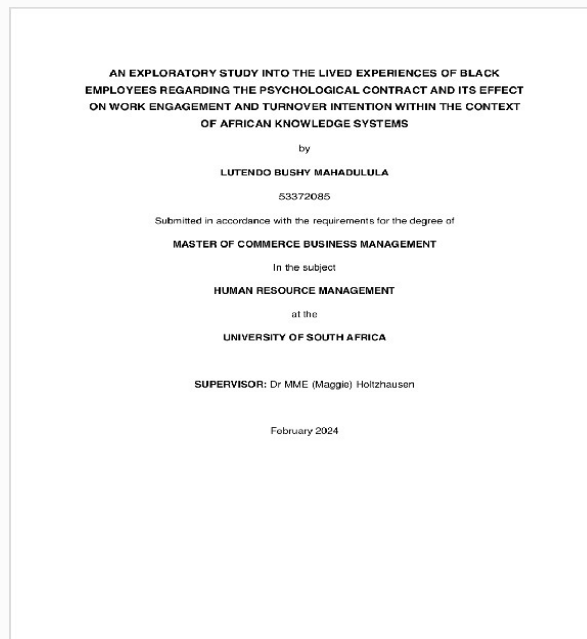 AN EXPLORATORY STUDY INTO THE LIVED EXPERIENCES OF BLACK
EMPLOYEES REGARDING THE PSYCHOLOGICAL CONTRACT AND ITS EFFECT
ON WORK ENGAGEMENT AND TURNOVER INTENTION WITHIN THE CONTEXT
OF AFRICAN KNOWLEDGE SYSTEMS
by
LUTENDO BUSHY MAHADULULA
53372085
Submitted in accordance with the requirements for the degree of
MASTER OF COMMERCE BUSINESS MANAGEMENT
In the subject
HUMAN RESOURCE MANAGEMENT
at the
UNIVERSITY OF SOUTH AFRICA
SUPERVISOR: Dr MME (Maggie) Holtzhausen
February 2024